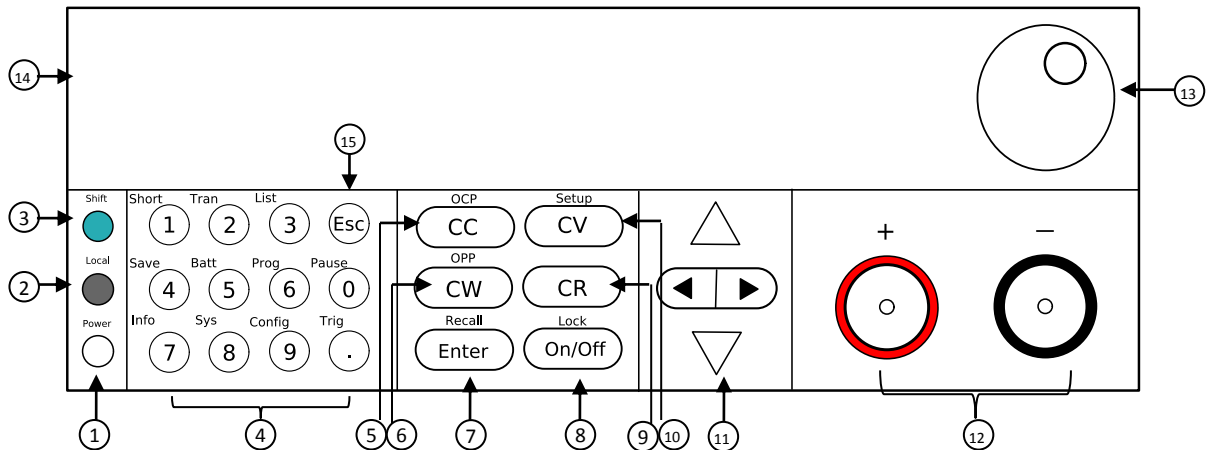 14
13
15
Shift
Short Tran List
OCP Setup
3
1 2 3 Esc
CC CV
+ −
Local
Save Batt Prog Pause
OPP
2
4 5 6 0
CW CR
Power
Info Sys Config Trig
Recall Lock
7 8 9 .
Enter On/Off
1 4 5 6 7 8 9 10 11 12